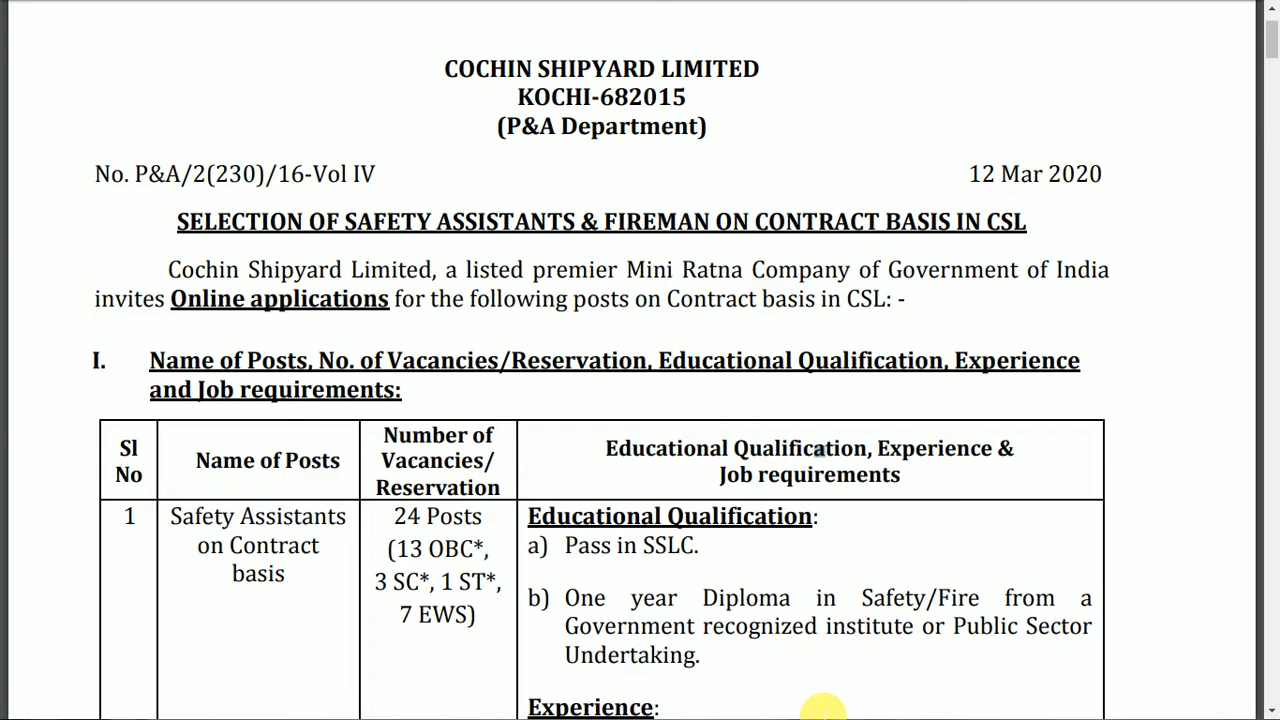 COCHIN SHIPYARD LIMITED
KOCHI-682015
(P&A Department)
No. P&A/2(230)/16-Vol IV 12 Mar 2020
SELECTION OF SAFETY ASSISTANTS & FIREMAN ON CONTRACT BASIS IN CSL
Cochin Shipyard Limited, a listed premier Mini Ratna Company of Government of India
invites Online applications for the following posts on Contract basis in CSL: -
I. Name of Posts, No. of Vacancies/Reservation, Educational Qualification, Experience
and Job requirements:
Sl
No
Name of Posts
Number of
Vacancies/
Reservation
Educational Qualification, Experience &
Job requirements
1
Safety Assistants
on Contract
basis
24 Posts
(13 OBC*,
3 SC*, 1 ST*,
7 EWS)
Educational Qualification:
a) Pass in SSLC.
b) One year Diploma in Safety/Fire from a
Government recognized institute or Public Sector
Undertaking.
Experience: